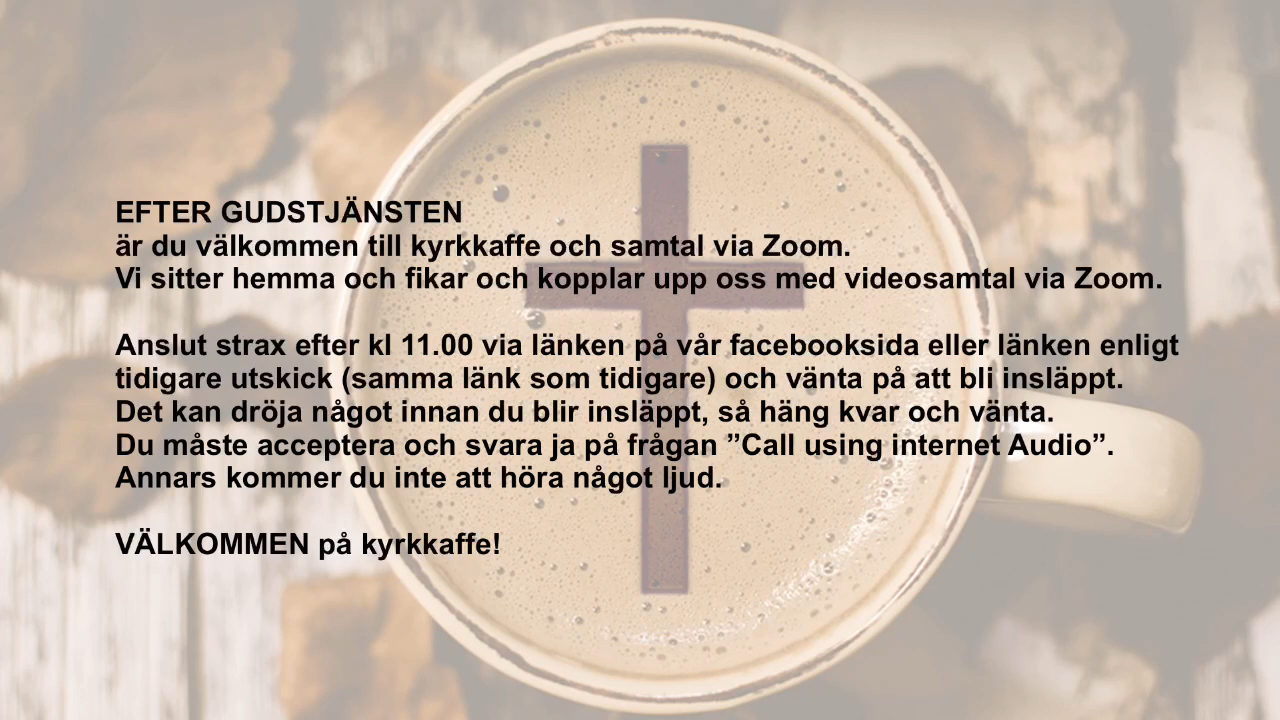 EFTER GUDSTJÄNSTEN
är du välkommen till kyrkkaffe och samtal via Zoom.
Vi sitter hemma och fikar och kopplar upp oss med videosamtal via Zoom.
Anslut strax efter kl 11.00 via länken på vår facebooksida eller länken enligt
tidigare utskick (samma länk som tidigare) och vänta på att bli insläppt.
Det kan dröja något innan du blir insläppt, så häng kvar och vänta.
Du måste acceptera och svara ja på frågan ”Call using internet Audio”.
Annars kommer du inte att höra något ljud.
VÄLKOMMEN på kyrkkaffe!